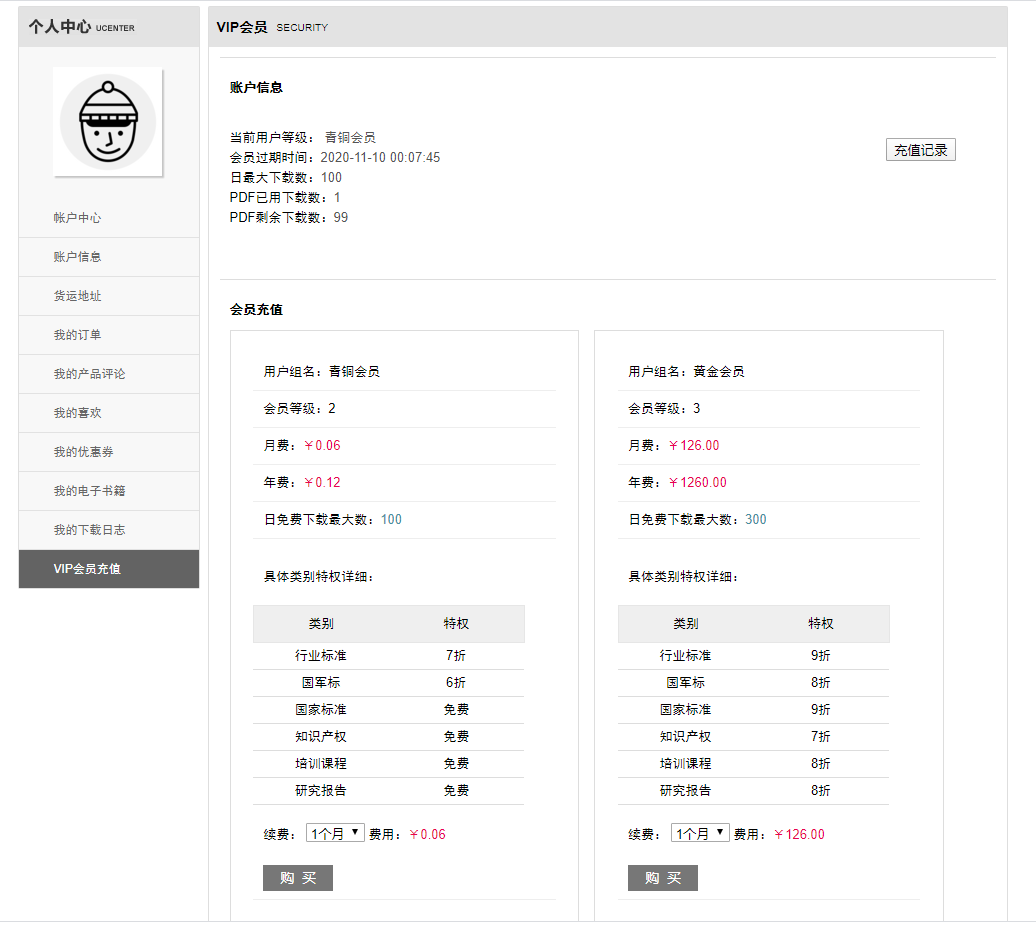 个人中心 UCENTER
帐户中心
账户信息
货运地址
我的订单
我的产品评论
我的喜欢
我的优惠券
我的电子书籍
我的下载日志
VIP会员充值
VIP会员 SECURITY
账户信息
当前用户等级： 青铜会员
会员过期时间：2020-11-10 00:07:45
日最大下载数：100
PDF已用下载数：1
PDF剩余下载数：99
充值记录
会员充值
用户组名：青铜会员
会员等级：2
月费：￥0.06
年费：￥0.12
日免费下载最大数：100
具体类别特权详细：
类别 特权
行业标准 7折
国军标 6折
国家标准 免费
知识产权 免费
培训课程 免费
研究报告 免费
续费： 1个月 费用：￥0.06
购 买
用户组名：黄金会员
会员等级：3
月费：￥126.00
年费：￥1260.00
日免费下载最大数：300
具体类别特权详细：
类别 特权
行业标准 9折
国军标 8折
国家标准 9折
知识产权 7折
培训课程 8折
研究报告 8折
续费： 1个月 费用：￥126.00
购 买